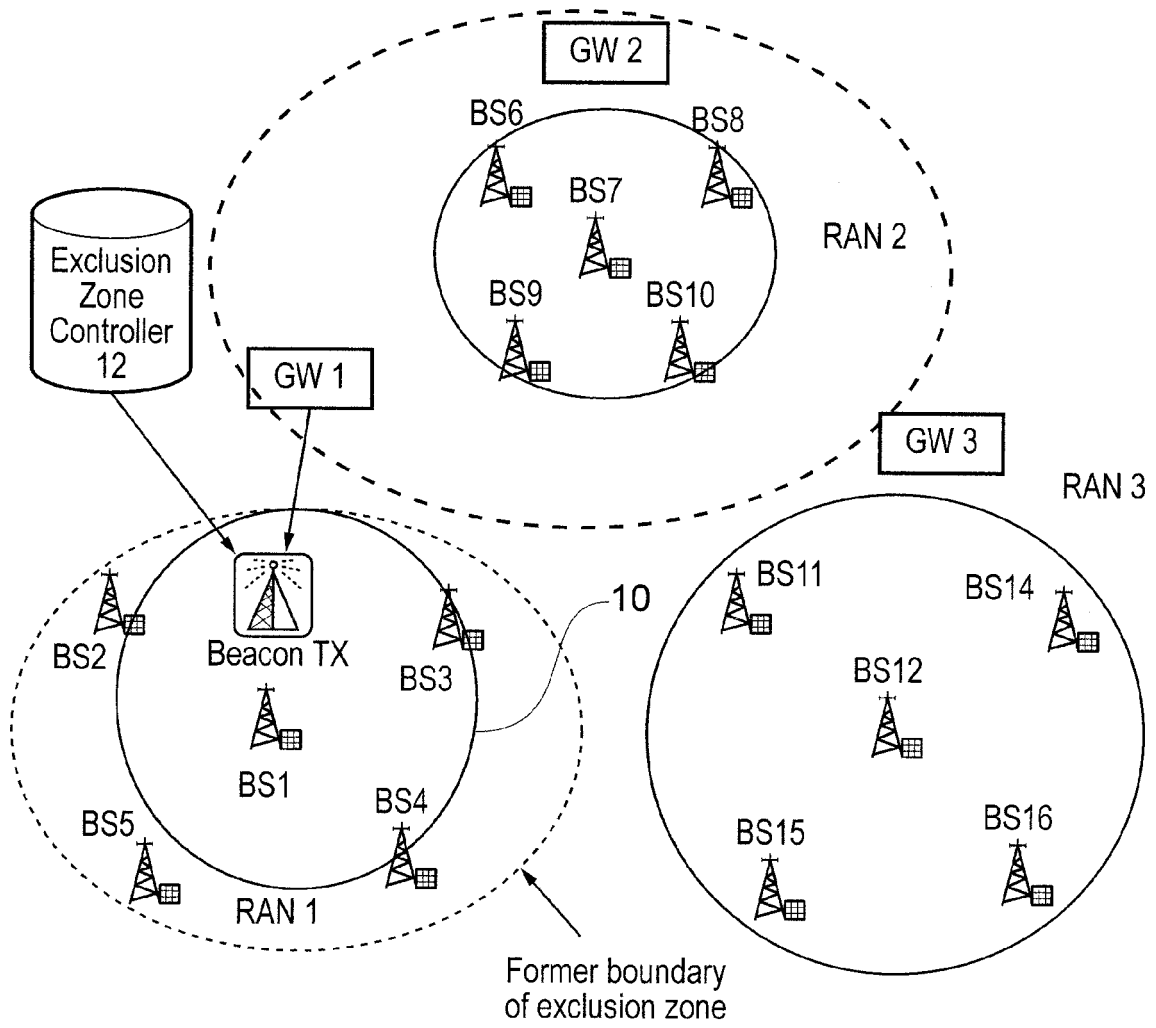 GW 2
BS6
BS8
BS7
RAN 2
Exclusion
Zone
Controller
12
BS9
BS10
GW 1
GW 3
RAN 3
BS11
BS14
10
BS2
Beacon TX
BS3
BS12
BS1
BS4
BS5
BS15
BS16
RAN 1
Former boundary
of exclusion zone